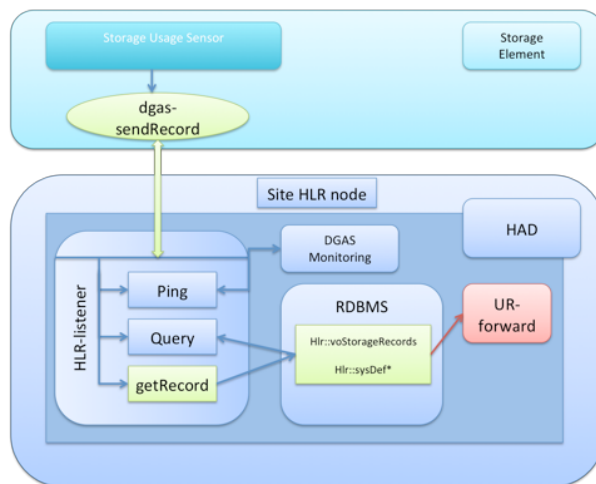 Storage Usage Sensor
Storage
Element
dgas-
sendRecord
Site HLR node
HAD
DGAS
Monitoring
HLR-listener
Ping
Query
getRecord
RDBMS
Hlr::voStorageRecords
Hlr::sysDef*
UR-
forward